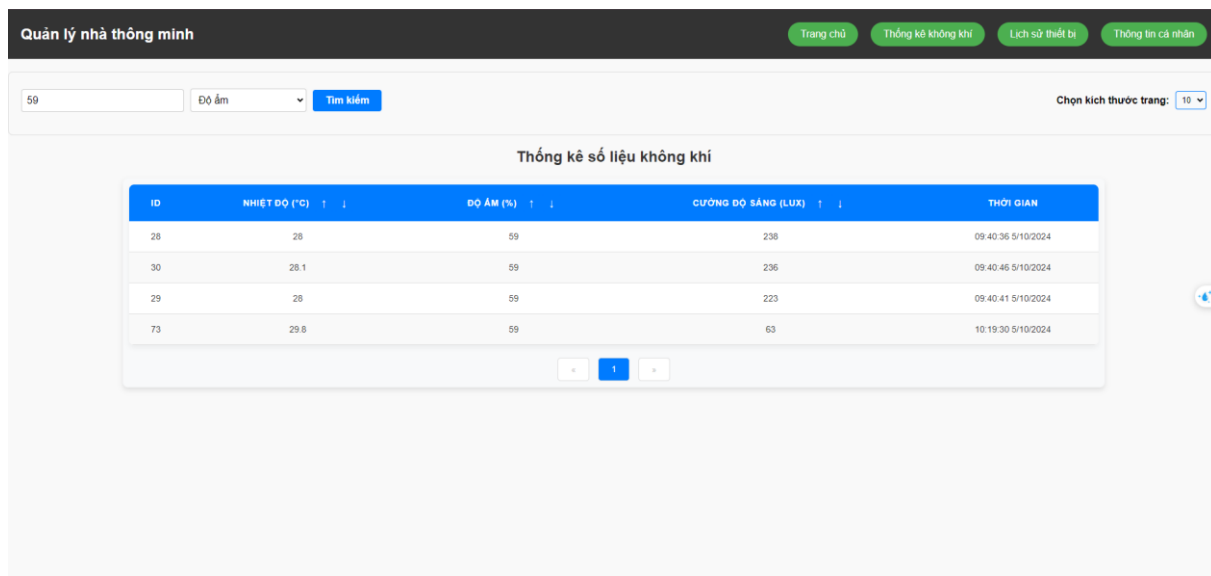 Quản lý nhà thông minh Trang chủ Thống kê không khí Lịch sử thiết bị Thông tin cá nhân
59 Độ ẩm Tìm kiếm Chọn kích thước trang: 10
Thống kê số liệu không khí
ID NHIỆT ĐỘ (°C) ↑ ↓ ĐỘ ẨM (%) ↑ ↓ CƯỜNG ĐỘ SÁNG (LUX) ↑ ↓ THỜI GIAN
28 28 59 238 09:40:36 5/10/2024
30 28.1 59 236 09:40:46 5/10/2024
29 28 59 223 09:40:41 5/10/2024
73 29.8 59 63 10:19:30 5/10/2024
« 1 »